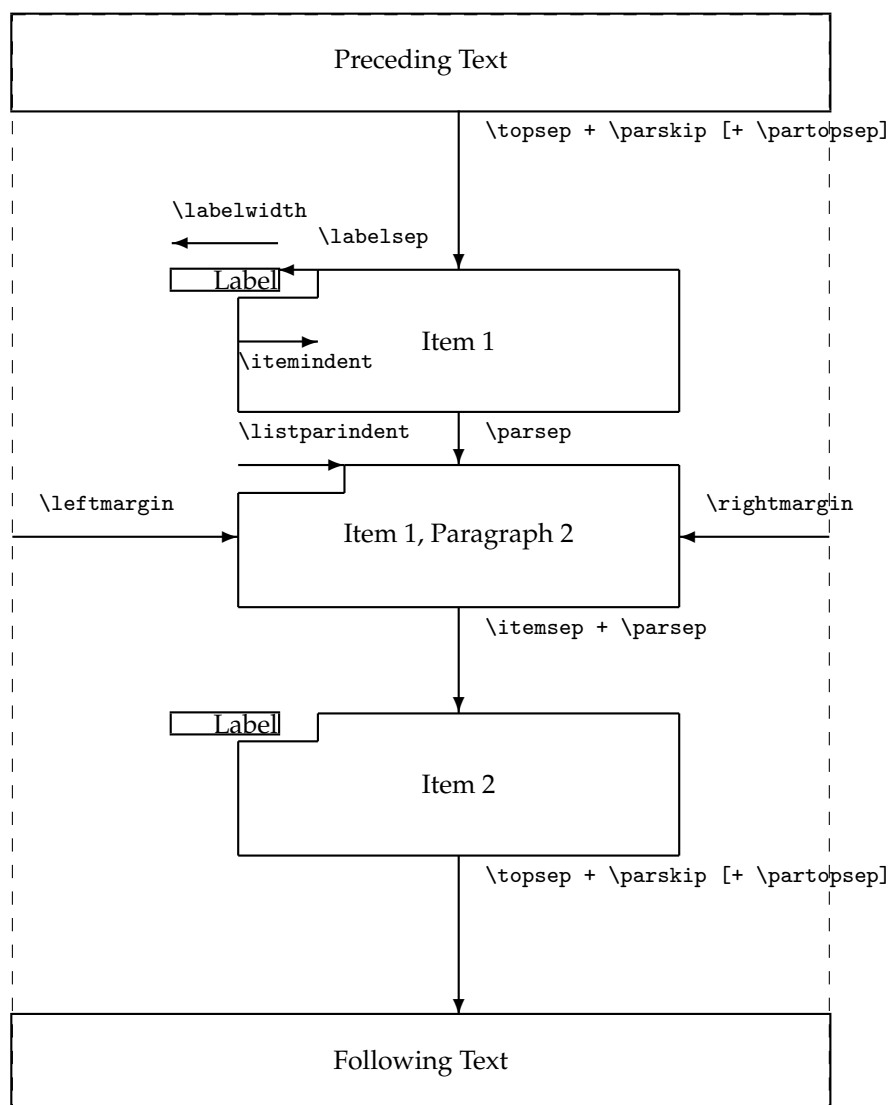 Preceding Text
\topsep + \parskip [+ \partopsep]
\labelwidth
\labelsep
Label
Item 1
\itemindent
\listparindent
\parsep
\leftmargin
\rightmargin
Item 1, Paragraph 2
\itemsep + \parsep
Label
Item 2
\topsep + \parskip [+ \partopsep]
Following Text